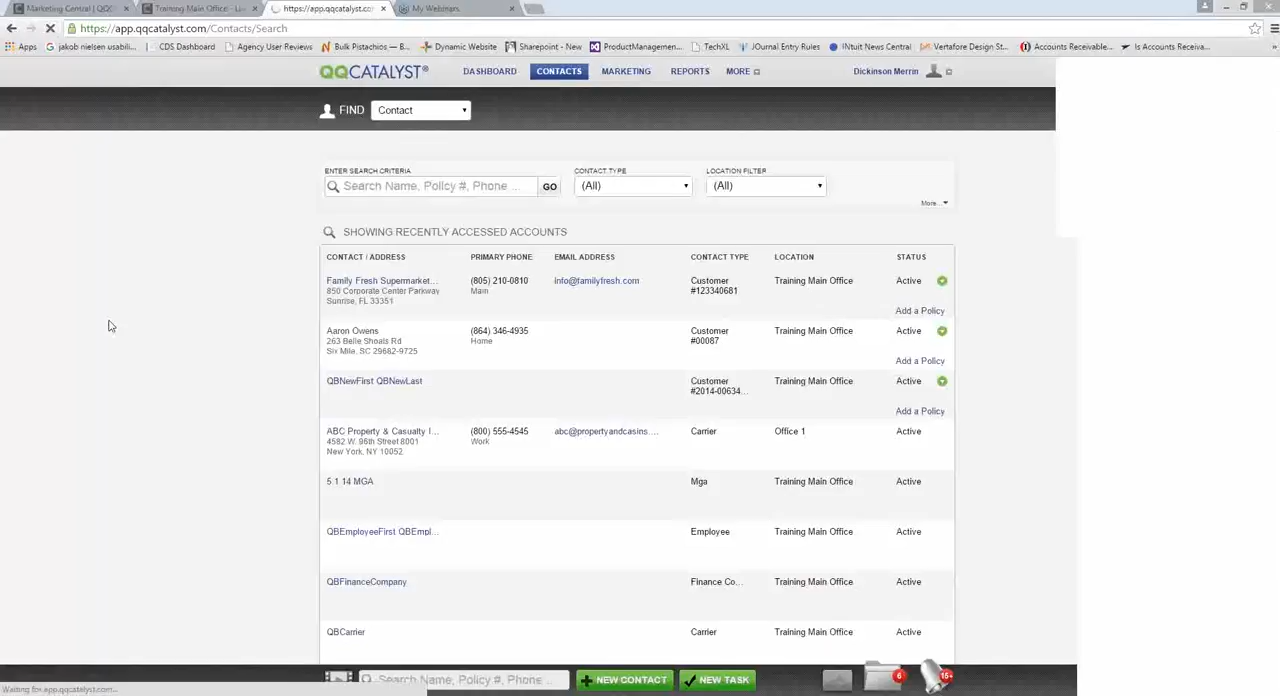 Marketing Central | QQS
Training Main Office - Li
https://app.qqcatalyst.co
My Webinars
https://app.qqcatalyst.com/Contacts/Search
Apps
jakob nielsen usabili...
CDS Dashboard
Agency User Reviews
Bulk Pistachios — B...
Dynamic Website
Sharepoint - New
ProductManagemen...
TechXL
JOurnal Entry Rules
INtuit News Central
Vertafore Design St...
Accounts Receivable...
Is Accounts Receiva...
QQCATALYST®
DASHBOARD
CONTACTS
MARKETING
REPORTS
MORE
Dickinson Merrin
FIND
Contact
ENTER SEARCH CRITERIA
CONTACT TYPE
LOCATION FILTER
Search Name, Policy #, Phone ...
GO
(All)
(All)
More...
SHOWING RECENTLY ACCESSED ACCOUNTS
CONTACT / ADDRESS PRIMARY PHONE EMAIL ADDRESS CONTACT TYPE LOCATION STATUS
Family Fresh Supermarket... (805) 210-0810 info@familyfresh.com Customer Training Main Office Active
850 Corporate Center Parkway Main #123340681
Sunrise, FL 33351
Add a Policy
Aaron Owens (864) 346-4935 Customer Training Main Office Active
263 Belle Shoals Rd Home #00087
Six Mile, SC 29682-9725
Add a Policy
QBNewFirst QBNewLast Customer Training Main Office Active
#2014-00634...
Add a Policy
ABC Property & Casualty I... (800) 555-4545 abc@propertyandcasins.... Carrier Office 1 Active
4582 W. 96th Street 8001 Work
New York, NY 10052
5 1 14 MGA Mga Training Main Office Active
QBEmployeeFirst QBEmpl... Employee Training Main Office Active
QBFinanceCompany Finance Co... Training Main Office Active
QBCarrier Carrier Training Main Office Active
Search Name, Policy #, Phone ...
NEW CONTACT
NEW TASK
6
15+
Waiting for app.qqcatalyst.com...